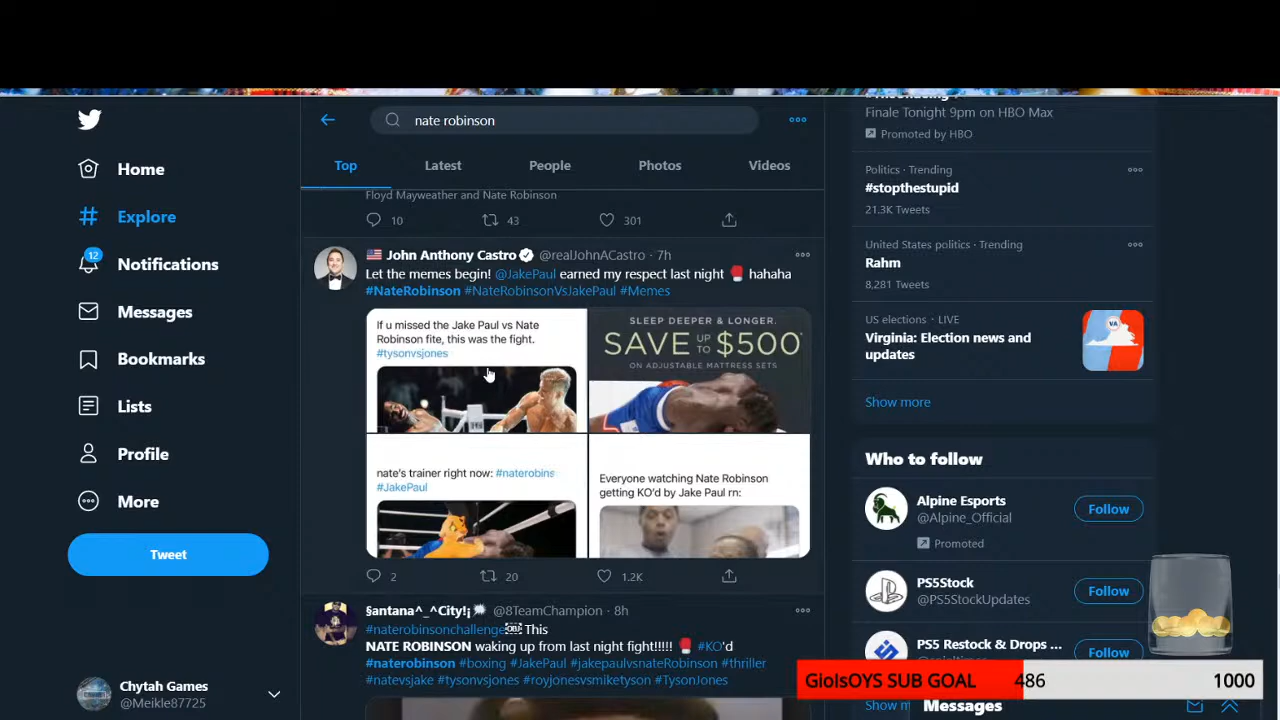 nate robinson
Top
Latest
People
Photos
Videos
Home
Explore
12
Notifications
Messages
Bookmarks
Lists
Profile
More
Tweet
Chytah Games
@Meikle87725
Floyd Mayweather and Nate Robinson
10 43 301
John Anthony Castro @realJohnACastro · 7h
Let the memes begin! @JakePaul earned my respect last night hahaha
#NateRobinson #NateRobinsonVsJakePaul #Memes
If u missed the Jake Paul vs Nate
Robinson fite, this was the fight.
#tysonvsjones
SLEEP DEEPER & LONGER.
SAVE UP TO $500*
ON ADJUSTABLE MATTRESS SETS
nate's trainer right now: #naterobins
#JakePaul
Everyone watching Nate Robinson
getting KO'd by Jake Paul rn:
2 20 1.2K
§antana^_^City!¡ @8TeamChampion · 8h
#naterobinsonchallenge This
NATE ROBINSON waking up from last night fight!!!!! #KO'd
#naterobinson #boxing #JakePaul #jakepaulvsnateRobinson #thriller
#natevsjake #tysonvsjones #royjonesvsmiketyson #TysonJones
Finale Tonight 9pm on HBO Max
Promoted by HBO
Politics · Trending
#stopthestupid
21.3K Tweets
United States politics · Trending
Rahm
8,281 Tweets
US elections · LIVE
Virginia: Election news and
updates
VA
Show more
Who to follow
Alpine Esports
@Alpine_Official
Follow
Promoted
PS5Stock
@PS5StockUpdates
Follow
PS5 Restock & Drops ...
Follow
GioIsOYS SUB GOAL 486 1000
Show m
Messages